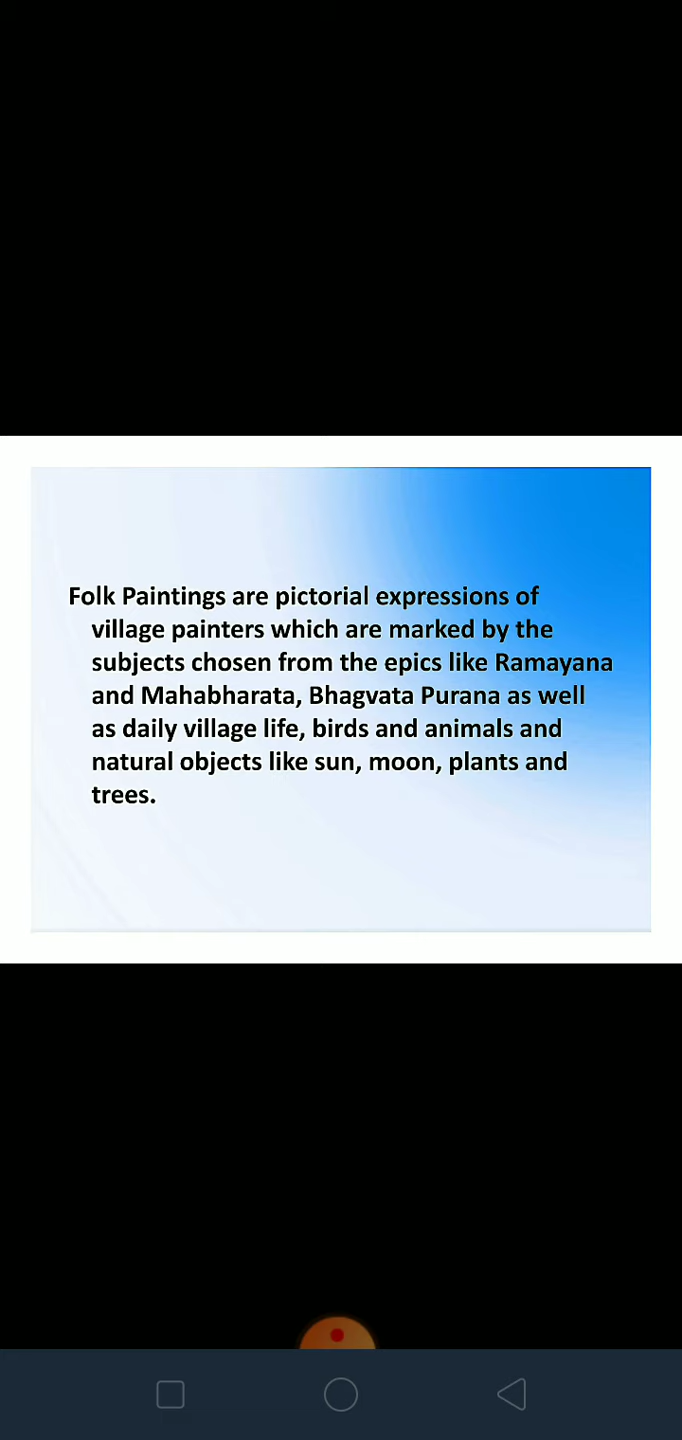 Folk Paintings are pictorial expressions of
village painters which are marked by the
subjects chosen from the epics like Ramayana
and Mahabharata, Bhagvata Purana as well
as daily village life, birds and animals and
natural objects like sun, moon, plants and
trees.